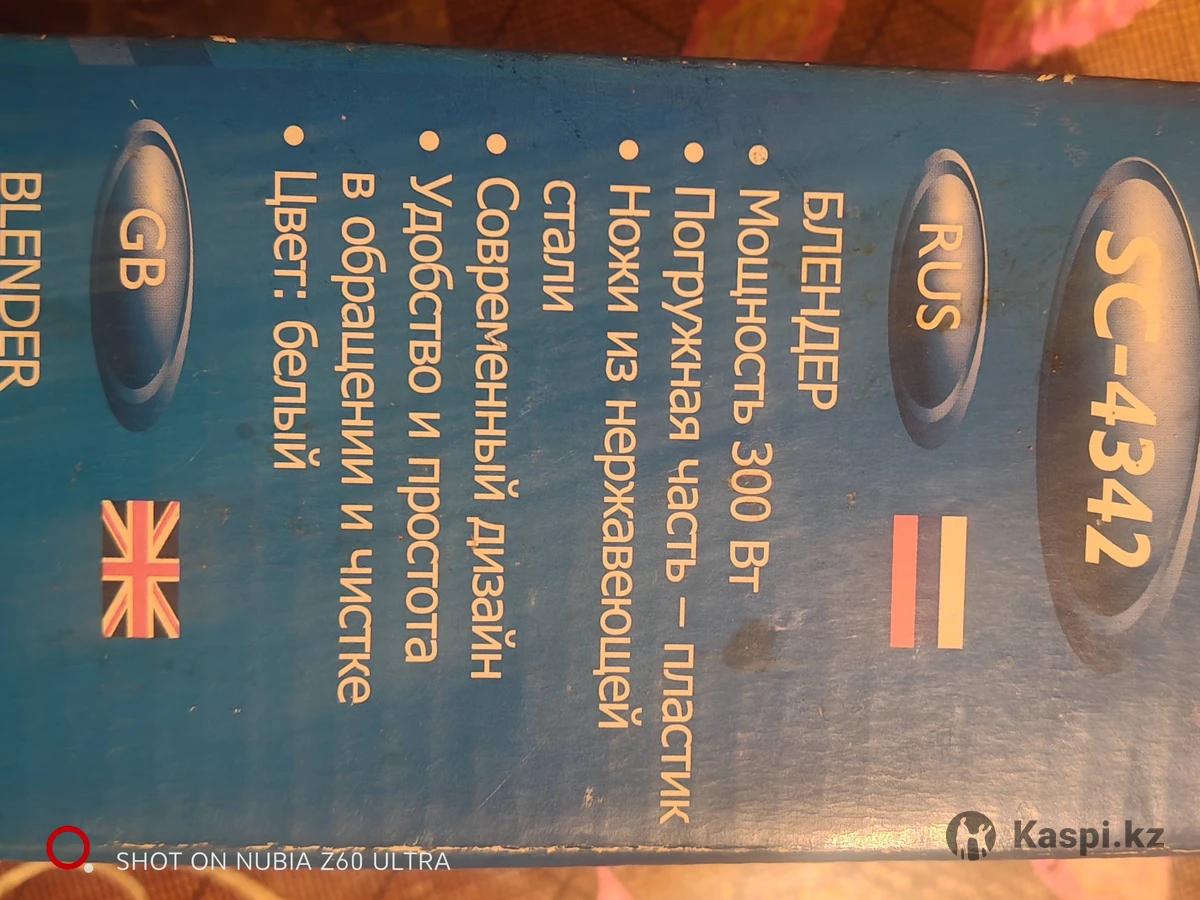 SC-4342
RUS
БЛЕНДЕР
• Мощность 300 Вт
• Погружная часть – пластик
• Ножи из нержавеющей
стали
• Современный дизайн
• Удобство и простота
в обращении и чистке
• Цвет: белый
GB
BLENDER
SHOT ON NUBIA Z60 ULTRA
Kaspi.kz